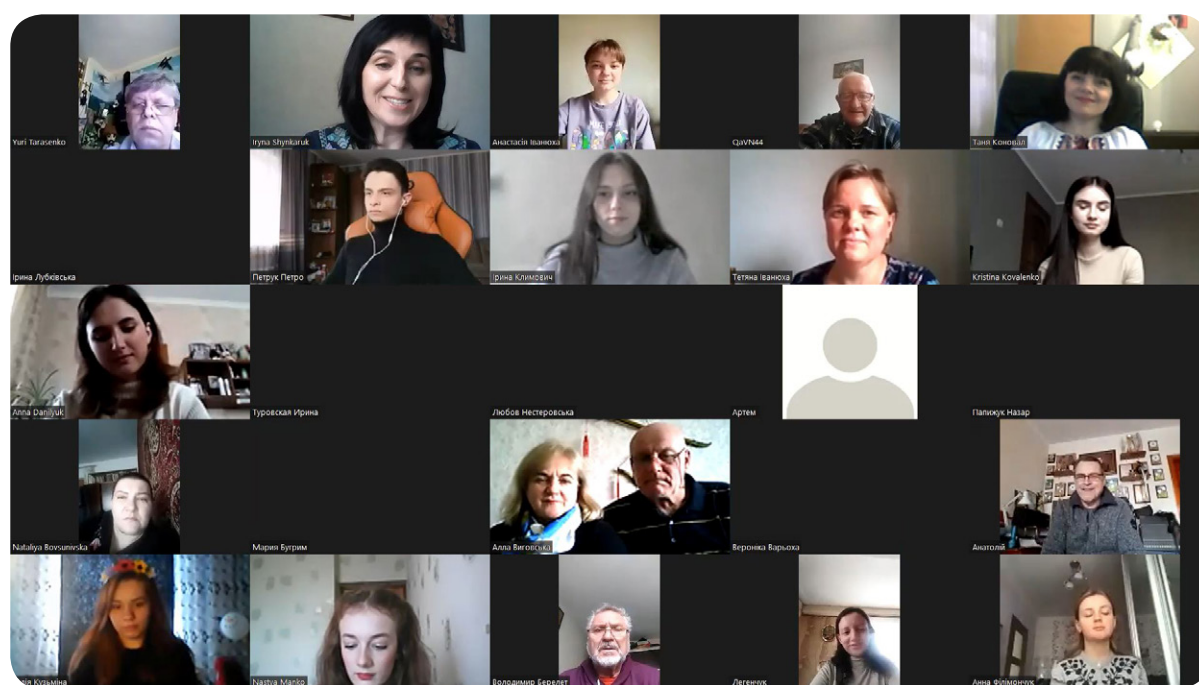 Yuri Tarasenko
Iryna Shynkaruk
Анастасія Іванюха
QaVN44
Таня Коновал
Ірина Лубківська
Петрук Петро
Ірина Климович
Тетяна Іванюха
Kristina Kovalenko
Anna Danilyuk
Туровская Ирина
Любов Нестеровська
Артем
Папижук Назар
Nataliya Bovsunivska
Мария Бугрим
Алла Виговська
Вероніка Варьоха
Анатолій
Кузьміна
Nastya Manko
Володимир Берелет
Легенчук
Анна Філімончук